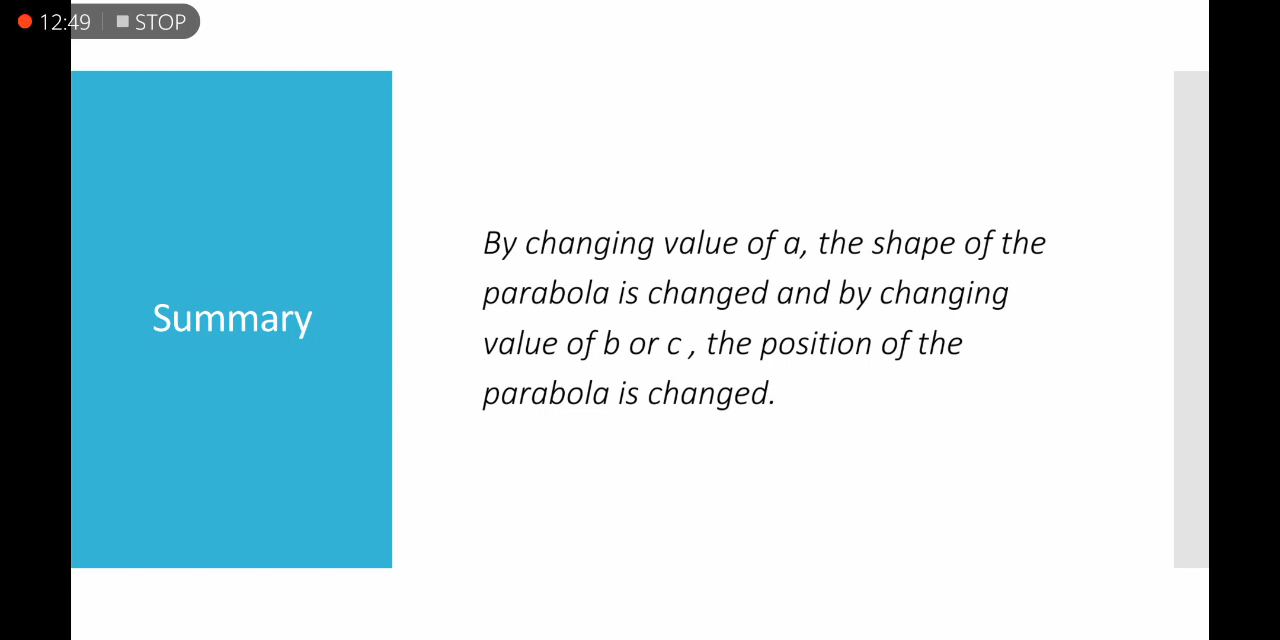 12:49 STOP
Summary
By changing value of a, the shape of the
parabola is changed and by changing
value of b or c , the position of the
parabola is changed.